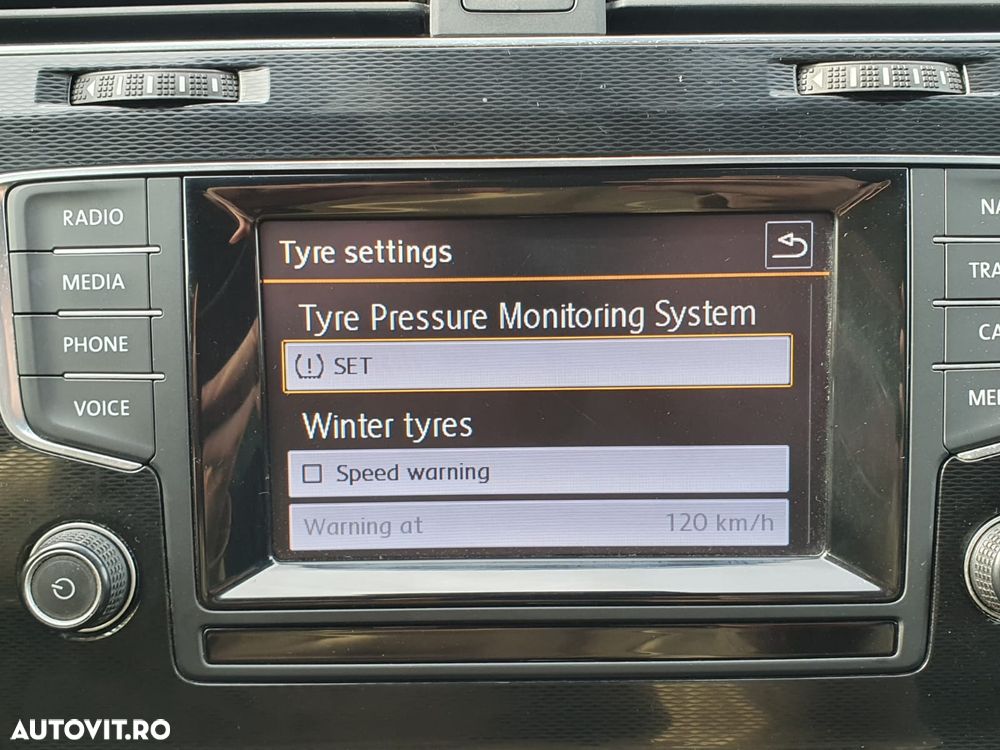 RADIO
MEDIA
PHONE
VOICE
Tyre settings
Tyre Pressure Monitoring System
(!) SET
Winter tyres
Speed warning
Warning at 120 km/h
AUTOVIT.RO